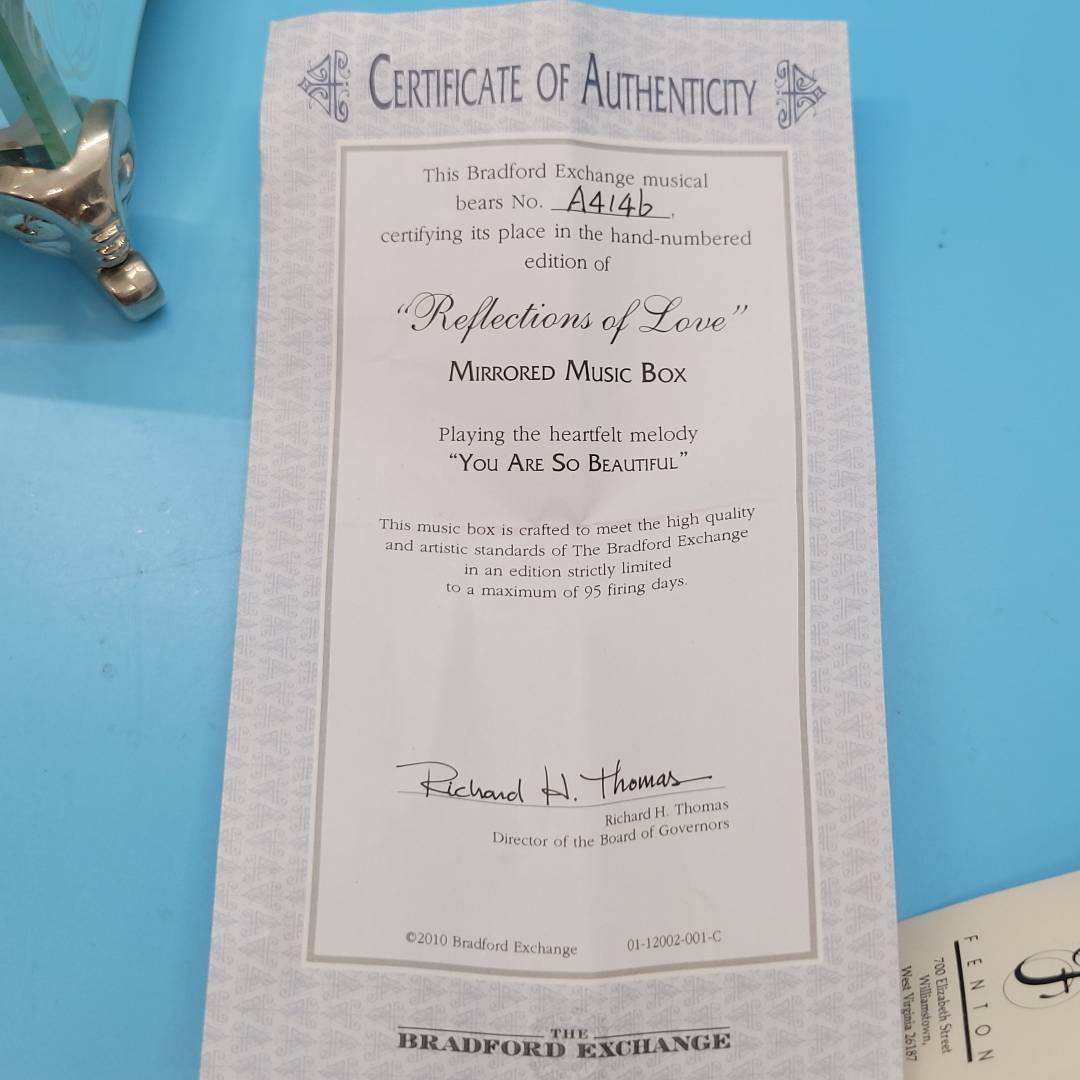 CERTIFICATE OF AUTHENTICITY
This Bradford Exchange musical
bears No. A4146,
certifying its place in the hand-numbered
edition of
“Reflections of Love”
MIRRORED MUSIC BOX
Playing the heartfelt melody
“YOU ARE SO BEAUTIFUL”
This music box is crafted to meet the high quality
and artistic standards of The Bradford Exchange
in an edition strictly limited
to a maximum of 95 firing days.
Richard H. Thomas
Richard H. Thomas
Director of the Board of Governors
©2010 Bradford Exchange 01-12002-001-C
THE
BRADFORD EXCHANGE
f
FENTON
700 Elizabeth Street
Williamstown,
West Virginia 26187